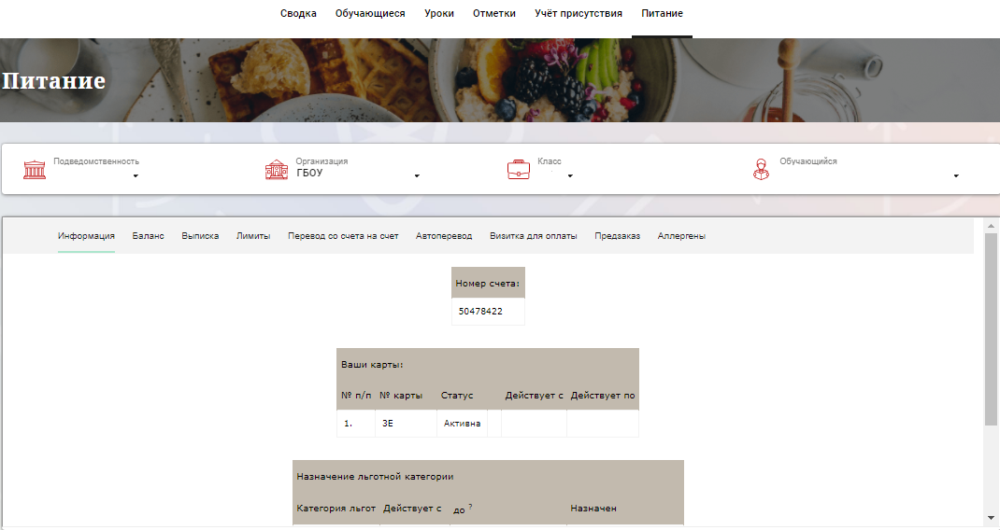 Сводка Обучающиеся Уроки Отметки Учёт присутствия Питание
Питание
Подведомственность Организация Класс Обучающийся
ГБОУ
Информация Баланс Выписка Лимиты Перевод со счета на счет Автоперевод Визитка для оплаты Предзаказ Аллергены
Номер счета:
50478422
Ваши карты:
№ п/п № карты Статус Действует с Действует по
1. 3E Активна
Назначение льготной категории
Категория льгот Действует с до ? Назначен